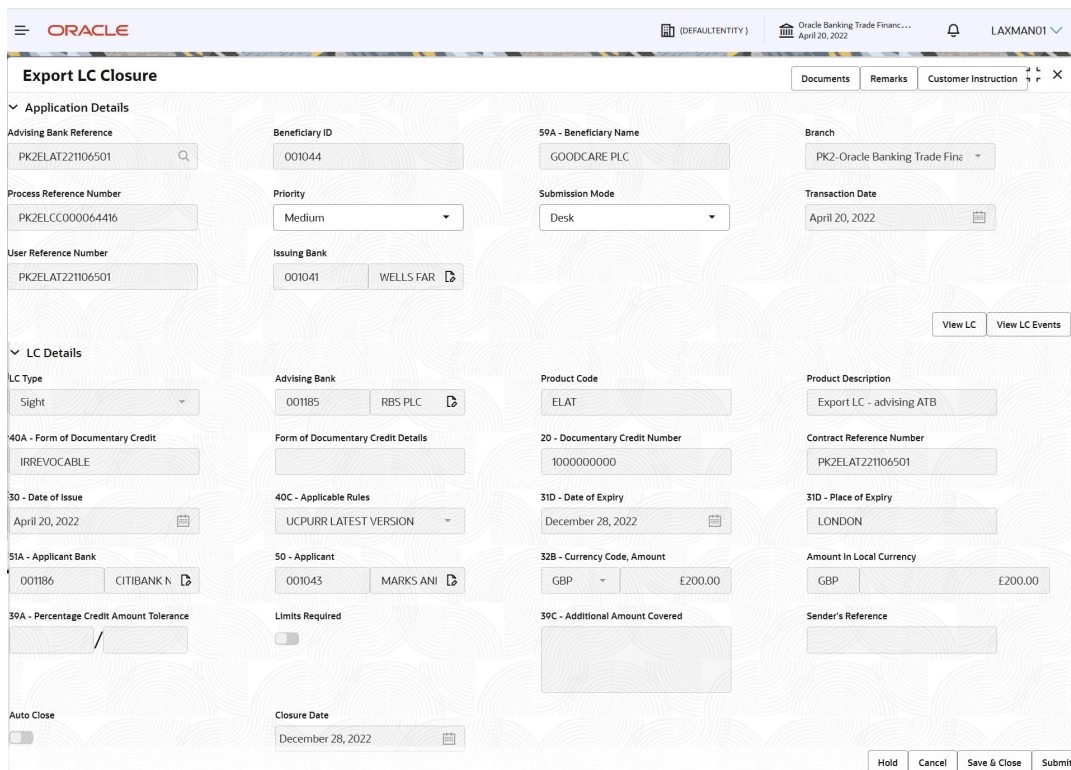 ORACLE
(DEFAULTENTITY )
Oracle Banking Trade Financ...
April 20, 2022
LAXMAN01
Export LC Closure
Documents Remarks Customer Instruction
Application Details
Advising Bank Reference Beneficiary ID 59A - Beneficiary Name Branch
PK2ELAT221106501 001044 GOODCARE PLC PK2-Oracle Banking Trade Fina
Process Reference Number Priority Submission Mode Transaction Date
PK2ELCC000064416 Medium Desk April 20, 2022
User Reference Number Issuing Bank
PK2ELAT221106501 001041 WELLS FAR
View LC View LC Events
LC Details
LC Type Advising Bank Product Code Product Description
Sight 001185 RBS PLC ELAT Export LC - advising ATB
40A - Form of Documentary Credit Form of Documentary Credit Details 20 - Documentary Credit Number Contract Reference Number
IRREVOCABLE 1000000000 PK2ELAT221106501
30 - Date of Issue 40C - Applicable Rules 31D - Date of Expiry 31D - Place of Expiry
April 20, 2022 UCPURR LATEST VERSION December 28, 2022 LONDON
51A - Applicant Bank 50 - Applicant 32B - Currency Code, Amount Amount In Local Currency
001186 CITIBANK N 001043 MARKS AN GBP £200.00 GBP £200.00
39A - Percentage Credit Amount Tolerance Limits Required 39C - Additional Amount Covered Sender's Reference
/
Auto Close Closure Date
December 28, 2022
Hold Cancel Save & Close Submit